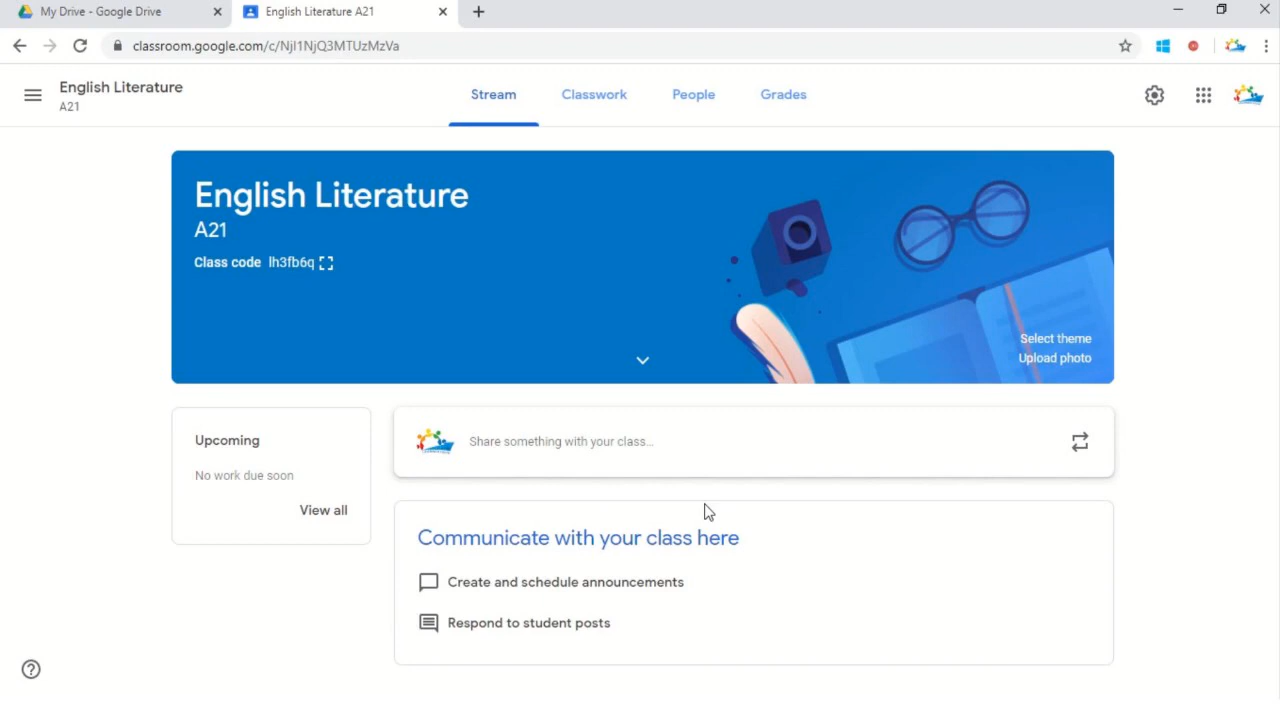 My Drive - Google Drive
English Literature A21
classroom.google.com/c/NjI1NjQ3MTUzMzVa
English Literature
A21
Stream
Classwork
People
Grades
English Literature
A21
Class code lh3fb6q
Select theme
Upload photo
Upcoming
No work due soon
View all
Share something with your class...
Communicate with your class here
Create and schedule announcements
Respond to student posts